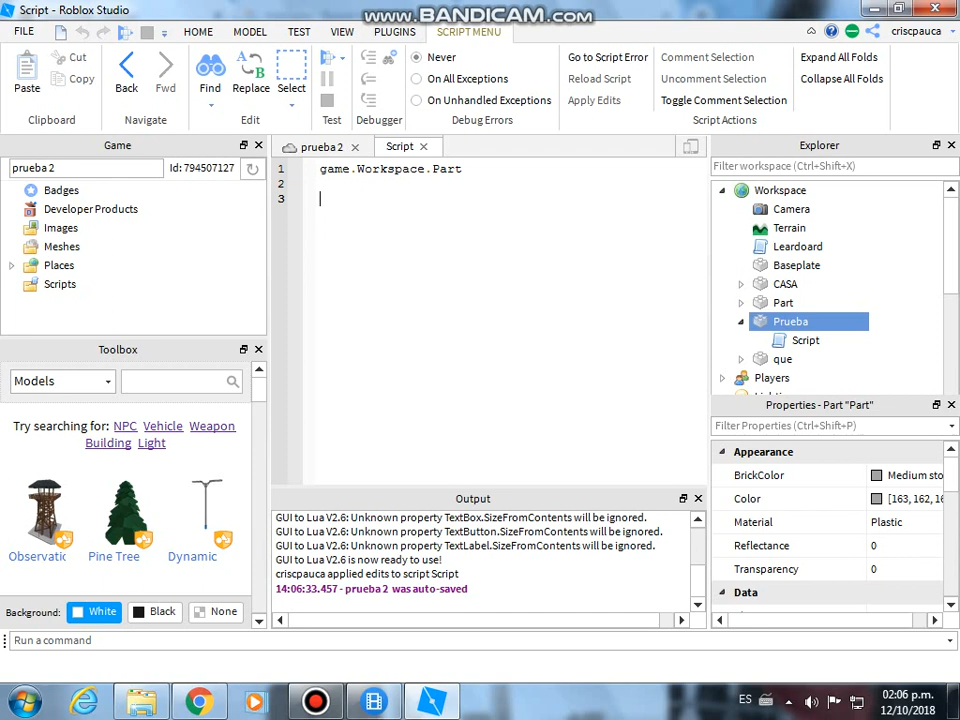 Script - Roblox Studio
www.BANDICAM.com
FILE HOME MODEL TEST VIEW PLUGINS SCRIPT MENU crispauca
Paste
Cut
Copy
Clipboard
Back Fwd
Navigate
Find Replace Select
Edit
Test
Debugger
Never
On All Exceptions
On Unhandled Exceptions
Debug Errors
Go to Script Error
Reload Script
Apply Edits
Comment Selection
Uncomment Selection
Toggle Comment Selection
Script Actions
Expand All Folds
Collapse All Folds
Game
prueba 2 Id: 794507127
Badges
Developer Products
Images
Meshes
Places
Scripts
Toolbox
Models
Try searching for: NPC Vehicle Weapon
Building Light
Observatic Pine Tree Dynamic
Background: White Black None
prueba 2 Script
1 game.Workspace.Part
2
3
Output
GUI to Lua V2.6: Unknown property TextBox.SizeFromContents will be ignored.
GUI to Lua V2.6: Unknown property TextButton.SizeFromContents will be ignored.
GUI to Lua V2.6: Unknown property TextLabel.SizeFromContents will be ignored.
GUI to Lua V2.6 is now ready to use!
criscpauca applied edits to script Script
14:06:33.457 - prueba 2 was auto-saved
Explorer
Filter workspace (Ctrl+Shift+X)
Workspace
Camera
Terrain
Leardoard
Baseplate
CASA
Part
Prueba
Script
que
Players
Properties - Part "Part"
Filter Properties (Ctrl+Shift+P)
Appearance
BrickColor Medium sto
Color [163, 162, 16
Material Plastic
Reflectance 0
Transparency 0
Data
Run a command
ES
02:06 p.m.
12/10/2018